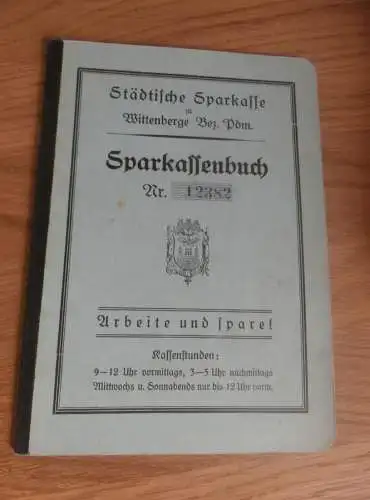 Städtische Sparkasse
zu
Wittenberge Bez. Pdm.
Sparkassenbuch
Nr. 12382
Arbeite und spare!
Kassenstunden:
9—12 Uhr vormittags, 3—5 Uhr nachmittags
Mittwochs u. Sonnabends nur bis 12 Uhr vorm.